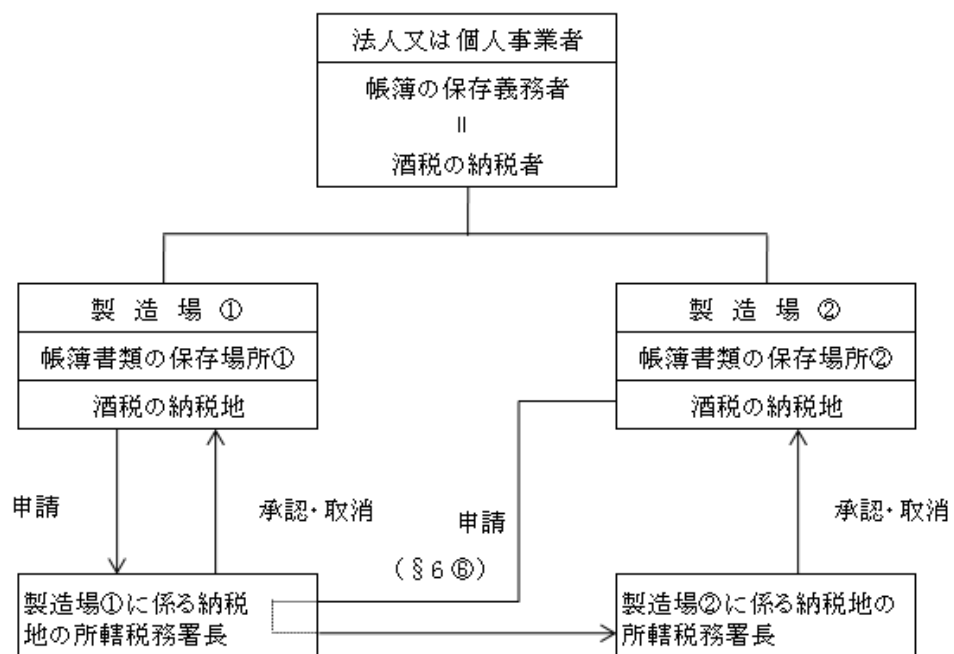 法人又は個人事業者
帳簿の保存義務者
॥
酒税の納税者
製 造 場 ①
帳簿書類の保存場所①
酒税の納税地
製 造 場 ②
帳簿書類の保存場所②
酒税の納税地
申請
承認・取消
申請
(§6⑥)
承認・取消
製造場①に係る納税
地の所轄税務署長
製造場②に係る納税地の
所轄税務署長